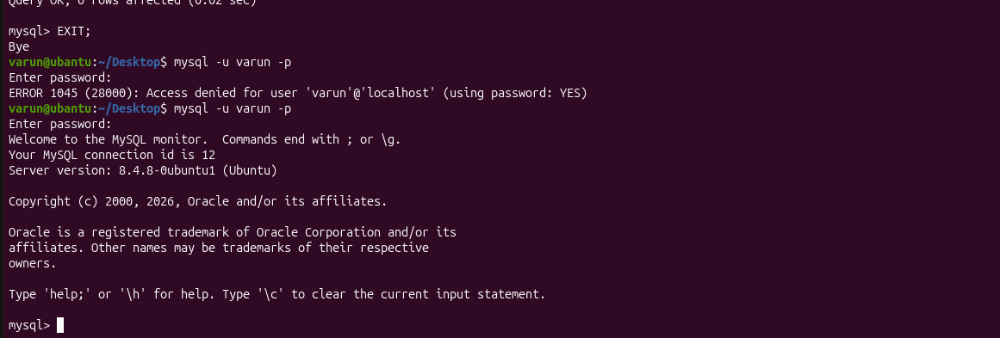 Query OK, 0 rows affected (0.02 sec)
mysql> EXIT;
Bye
varun@ubuntu:~/Desktop$ mysql -u varun -p
Enter password:
ERROR 1045 (28000): Access denied for user 'varun'@'localhost' (using password: YES)
varun@ubuntu:~/Desktop$ mysql -u varun -p
Enter password:
Welcome to the MySQL monitor.  Commands end with ; or \g.
Your MySQL connection id is 12
Server version: 8.4.8-0ubuntu1 (Ubuntu)
Copyright (c) 2000, 2026, Oracle and/or its affiliates.
Oracle is a registered trademark of Oracle Corporation and/or its
affiliates. Other names may be trademarks of their respective
owners.
Type 'help;' or '\h' for help. Type '\c' to clear the current input statement.
mysql>